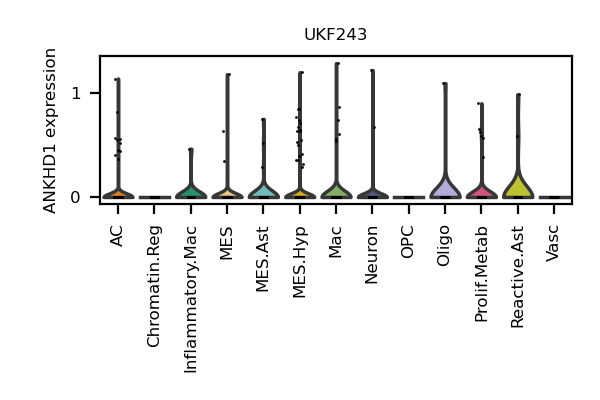 UKF243
ANKHD1 expression
1
0
AC
Chromatin.Reg
Inflammatory.Mac
MES
MES.Ast
MES.Hyp
Mac
Neuron
OPC
Oligo
Prolif.Metab
Reactive.Ast
Vasc